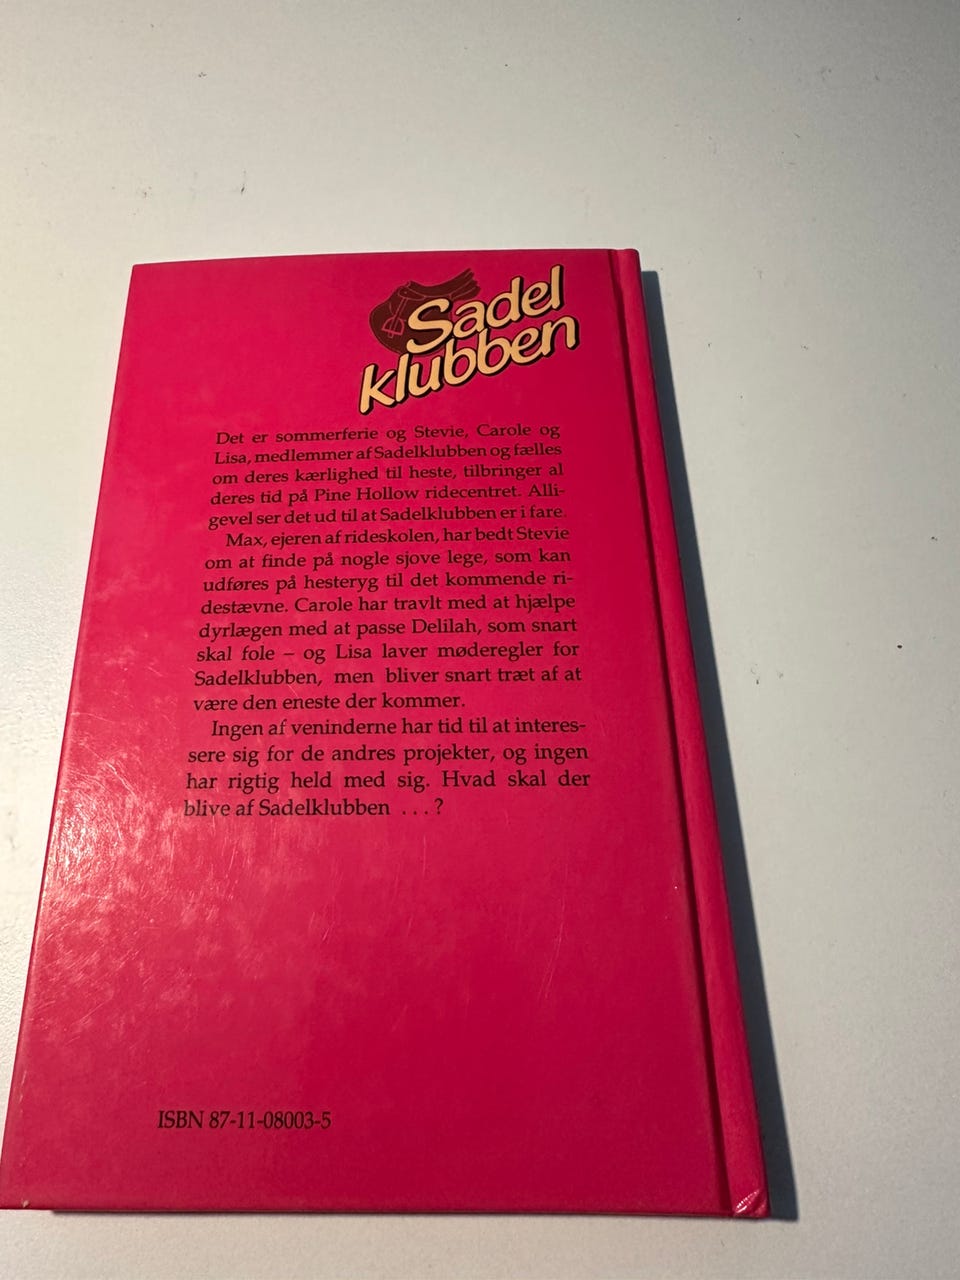 Sadel
klubben
Det er sommerferie og Stevie, Carole og
Lisa, medlemmer af Sadelklubben og fælles
om deres kærlighed til heste, tilbringer al
deres tid på Pine Hollow ridecentret. Alli-
gevel ser det ud til at Sadelklubben er i fare.
Max, ejeren af rideskolen, har bedt Stevie
om at finde på nogle sjove lege, som kan
udføres på hesteryg til det kommende ri-
destævne. Carole har travlt med at hjælpe
dyrlægen med at passe Delilah, som snart
skal fole – og Lisa laver møderegler for
Sadelklubben, men bliver snart træt af at
være den eneste der kommer.
Ingen af veninderne har tid til at interes-
sere sig for de andres projekter, og ingen
har rigtig held med sig. Hvad skal der
blive af Sadelklubben . . . ?
ISBN 87-11-08003-5